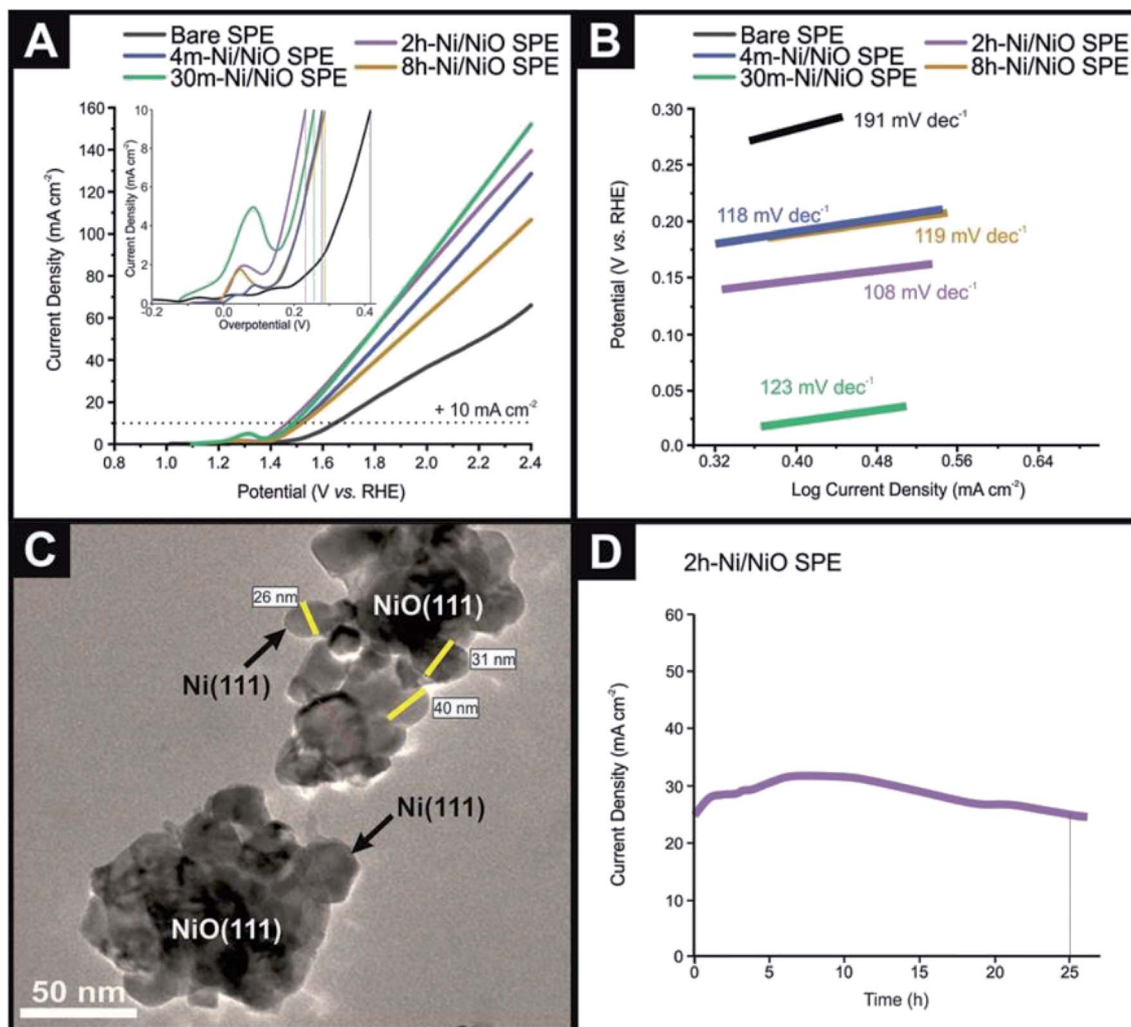 A
Bare SPE
4m-Ni/NiO SPE
30m-Ni/NiO SPE
2h-Ni/NiO SPE
8h-Ni/NiO SPE
Current Density (mA cm⁻²)
160
140
120
100
80
60
40
20
0
Current Density (mA cm⁻²)
10
8
6
4
2
0
-0.2 0.0 0.2 0.4
Overpotential (V)
+ 10 mA cm⁻²
0.8 1.0 1.2 1.4 1.6 1.8 2.0 2.2 2.4
Potential (V vs. RHE)
B
Bare SPE
4m-Ni/NiO SPE
30m-Ni/NiO SPE
2h-Ni/NiO SPE
8h-Ni/NiO SPE
Potential (V vs. RHE)
0.30
0.25
0.20
0.15
0.10
0.05
0.0
191 mV dec⁻¹
118 mV dec⁻¹
119 mV dec⁻¹
108 mV dec⁻¹
123 mV dec⁻¹
0.32 0.40 0.48 0.56 0.64
Log Current Density (mA cm⁻²)
C
26 nm
NiO(111)
31 nm
Ni(111)
40 nm
Ni(111)
NiO(111)
50 nm
D
2h-Ni/NiO SPE
Current Density (mA cm⁻²)
60
50
40
30
20
10
0
0 5 10 15 20 25
Time (h)